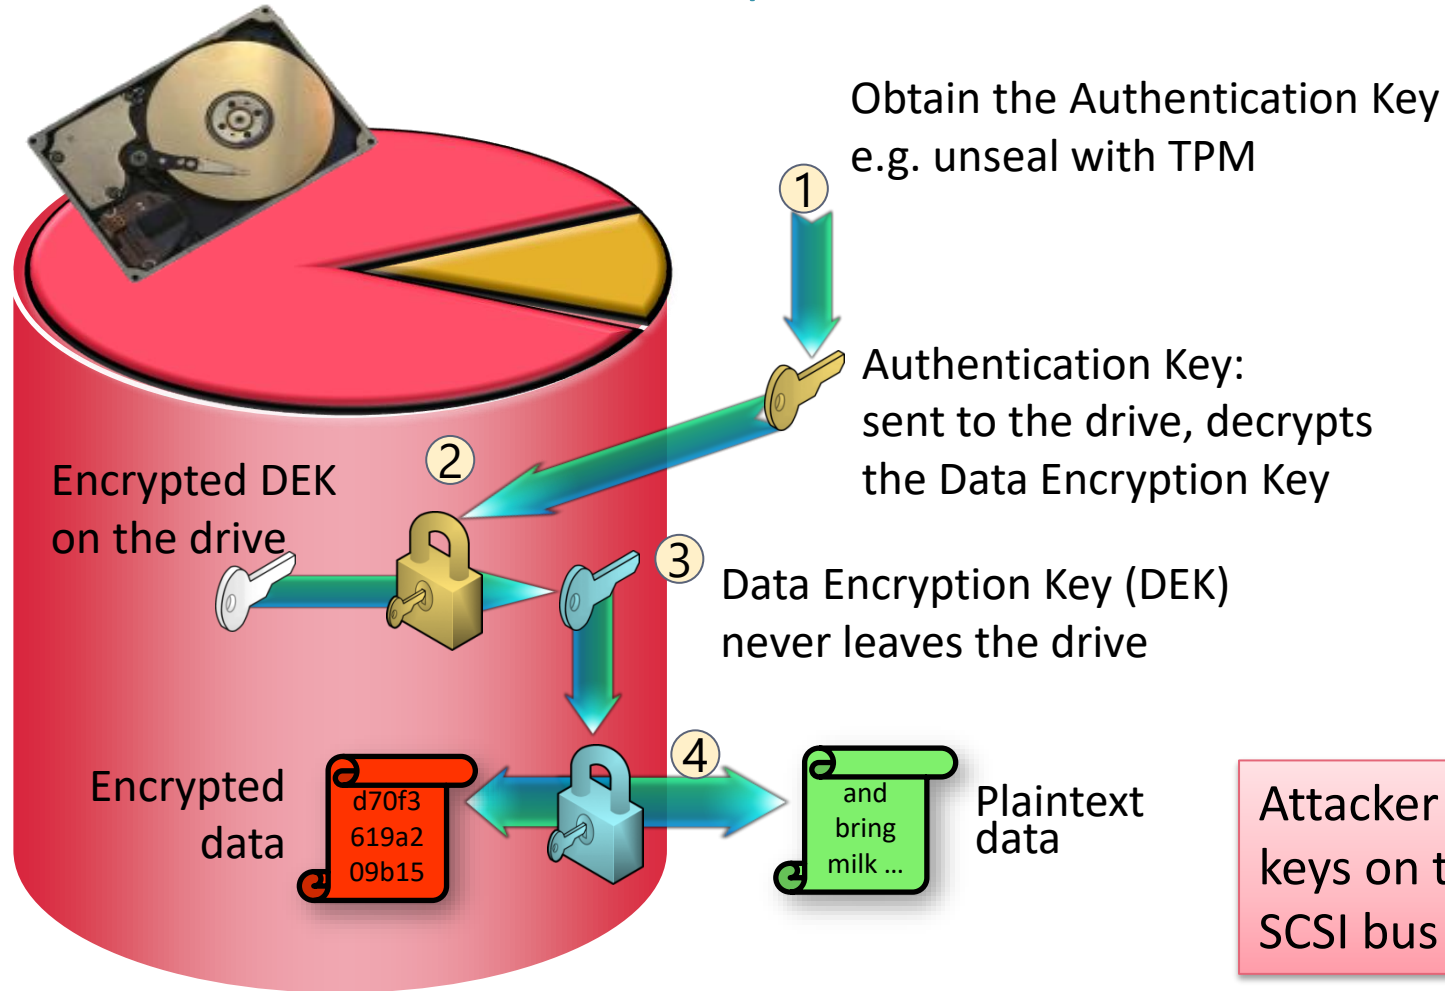 Obtain the Authentication Key
e.g. unseal with TPM
1
Authentication Key:
sent to the drive, decrypts
the Data Encryption Key
2
Encrypted DEK
on the drive
3
Data Encryption Key (DEK)
never leaves the drive
4
Encrypted
data
d70f3
619a2
09b15
and
bring
milk ...
Plaintext
data
Attacker
keys on t
SCSI bus